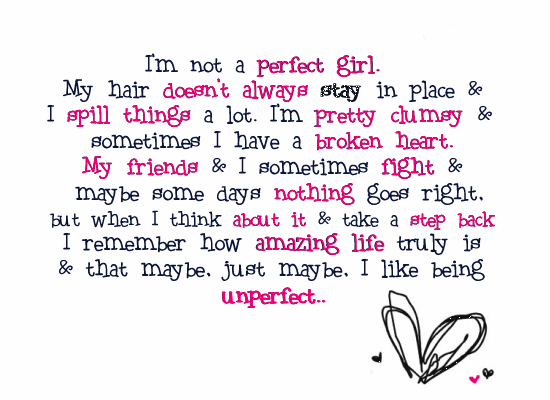 I'm not a perfect girl.
My hair doesn't always stay in place &
I spill things a lot. I'm pretty clumsy &
sometimes I have a broken heart.
My friends & I sometimes fight &
maybe some days nothing goes right,
but when I think about it & take a step back
I remember how amazing life truly is
& that maybe, just maybe, I like being
unperfect..